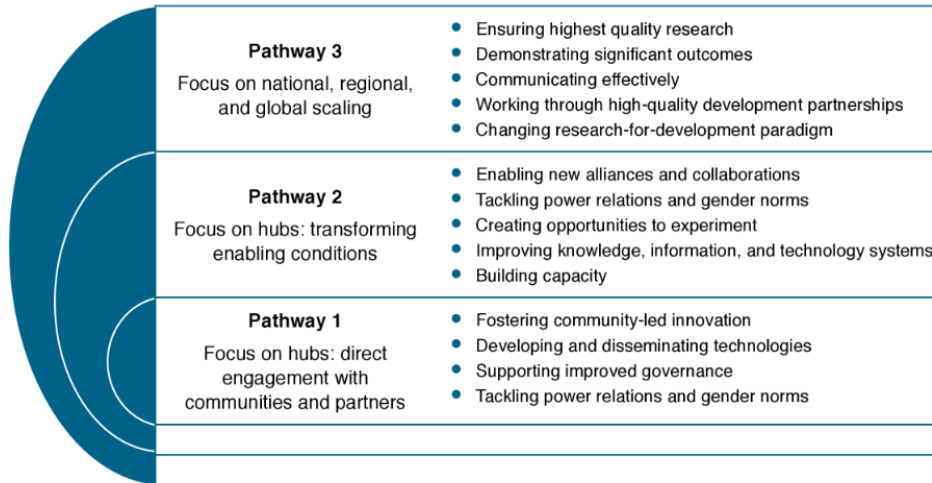 Pathway 3
Focus on national, regional,
and global scaling
Ensuring highest quality research
Demonstrating significant outcomes
Communicating effectively
Working through high-quality development partnerships
Changing research-for-development paradigm
Pathway 2
Focus on hubs: transforming
enabling conditions
Enabling new alliances and collaborations
Tackling power relations and gender norms
Creating opportunities to experiment
Improving knowledge, information, and technology systems
Building capacity
Pathway 1
Focus on hubs: direct
engagement with
communities and partners
Fostering community-led innovation
Developing and disseminating technologies
Supporting improved governance
Tackling power relations and gender norms